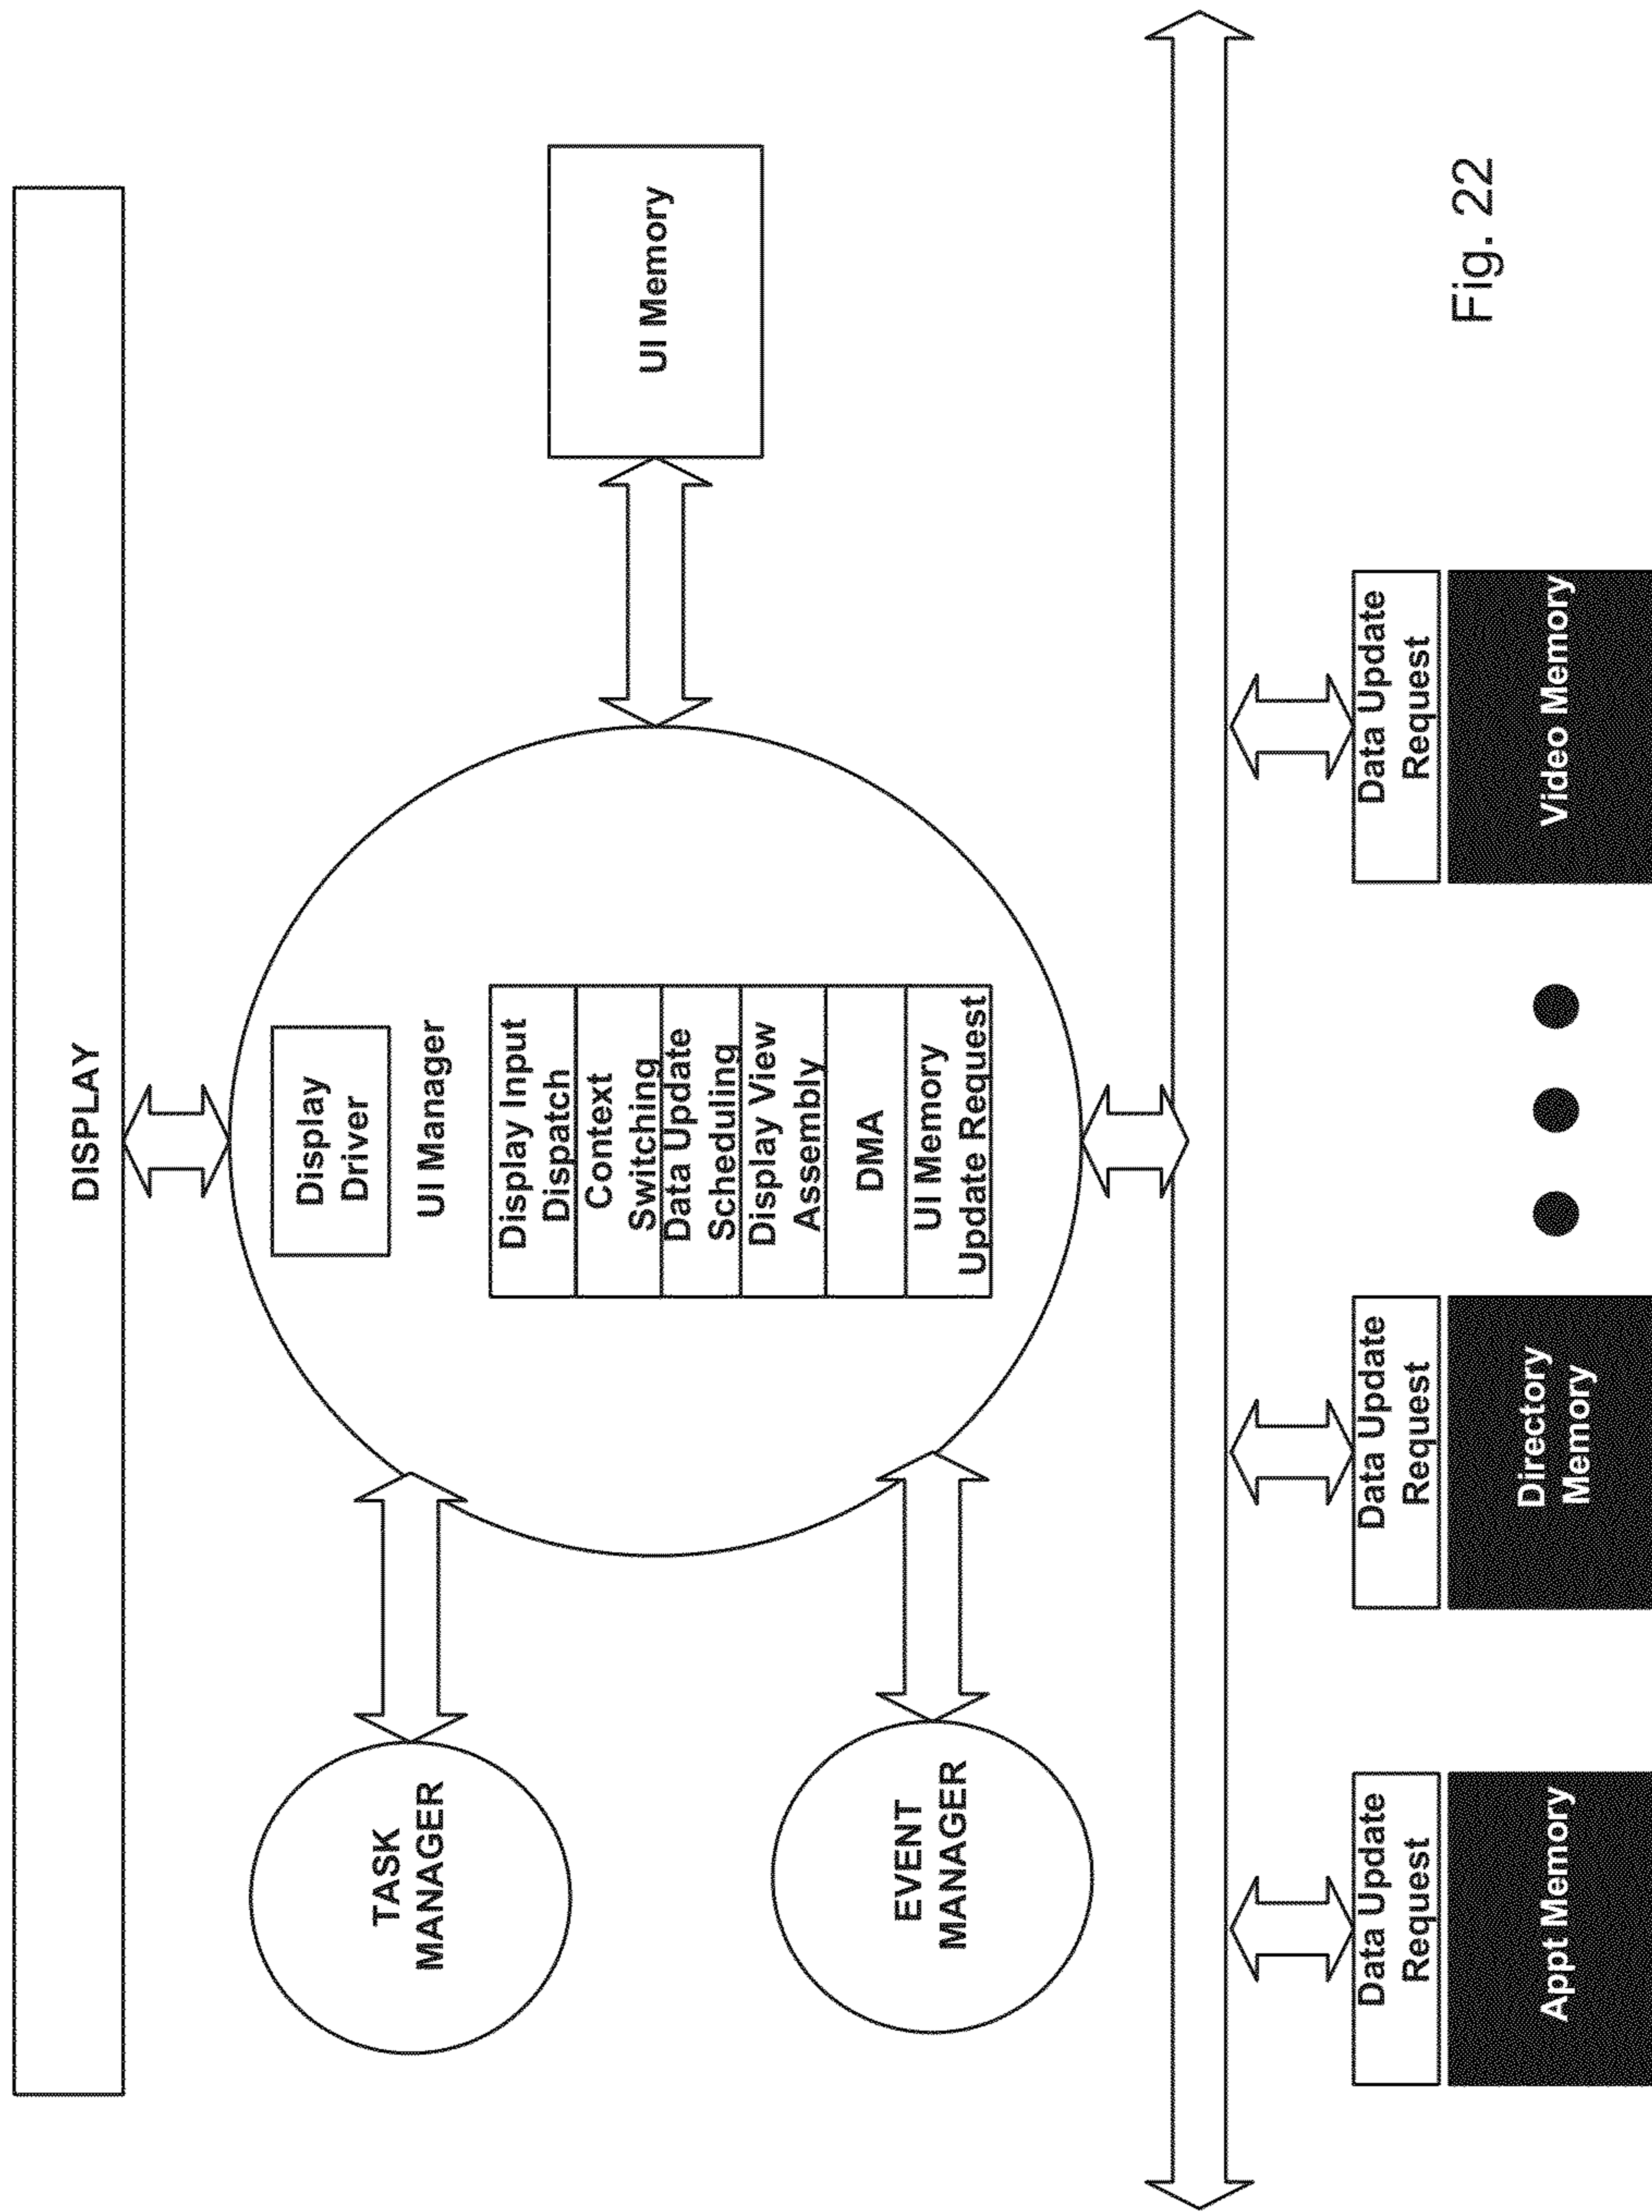 DISPLAY
Display
Driver
UI Manager
TASK
MANAGER
Display Input
Dispatch
Context
Switching
Data Update
Scheduling
Display View
Assembly
DMA
UI Memory
Update Request
UI Memory
EVENT
MANAGER
Data Update
Request
Appt Memory
Data Update
Request
Directory
Memory
Data Update
Request
Video Memory
Fig. 22